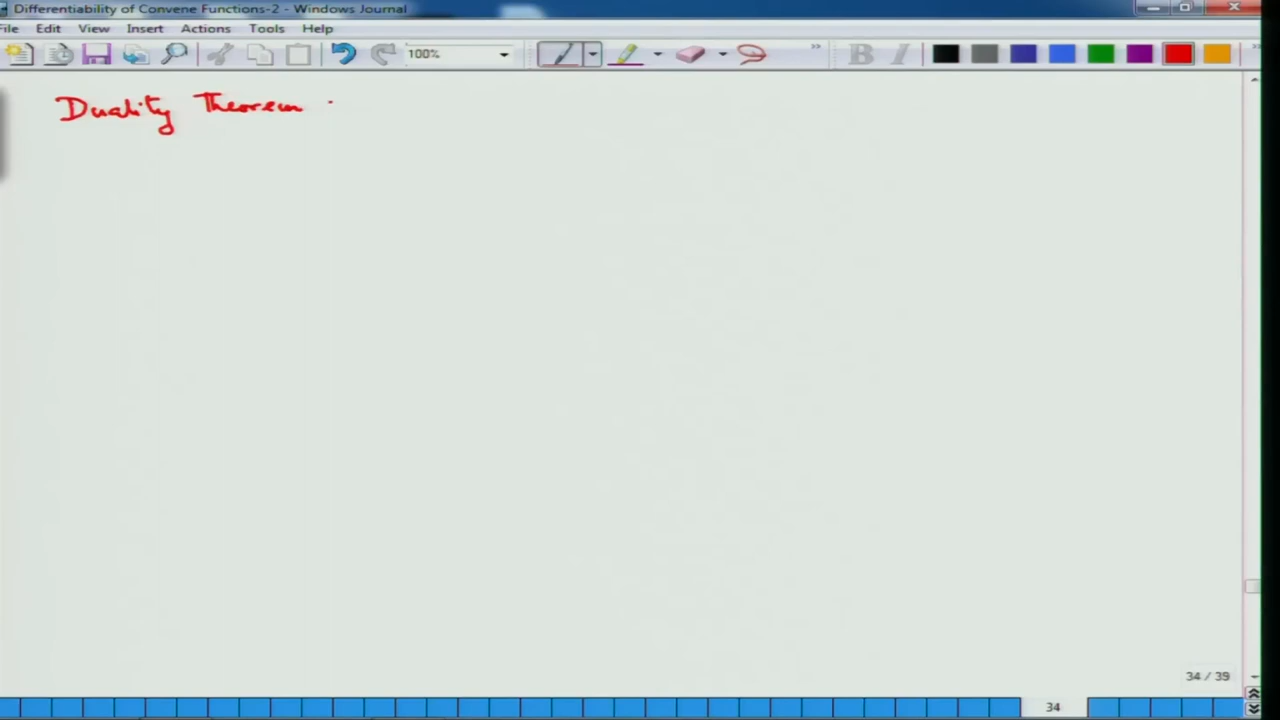 Differentiability of Convene Functions-2 - Windows Journal
File Edit View Insert Actions Tools Help
100%
B I
Duality Theorem
34 / 39
34